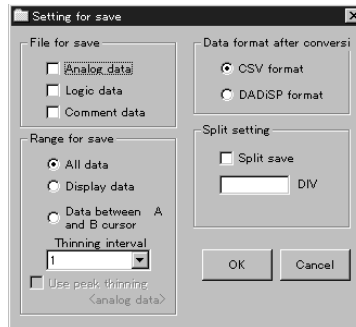 Setting for save
File for save
Analog data
Logic data
Comment data
Range for save
All data
Display data
Data between A
and B cursor
Thinning interval
1
Use peak thinning
<analog data>
Data format after conversi
CSV format
DADiSP format
Split setting
Split save
DIV
OK
Cancel